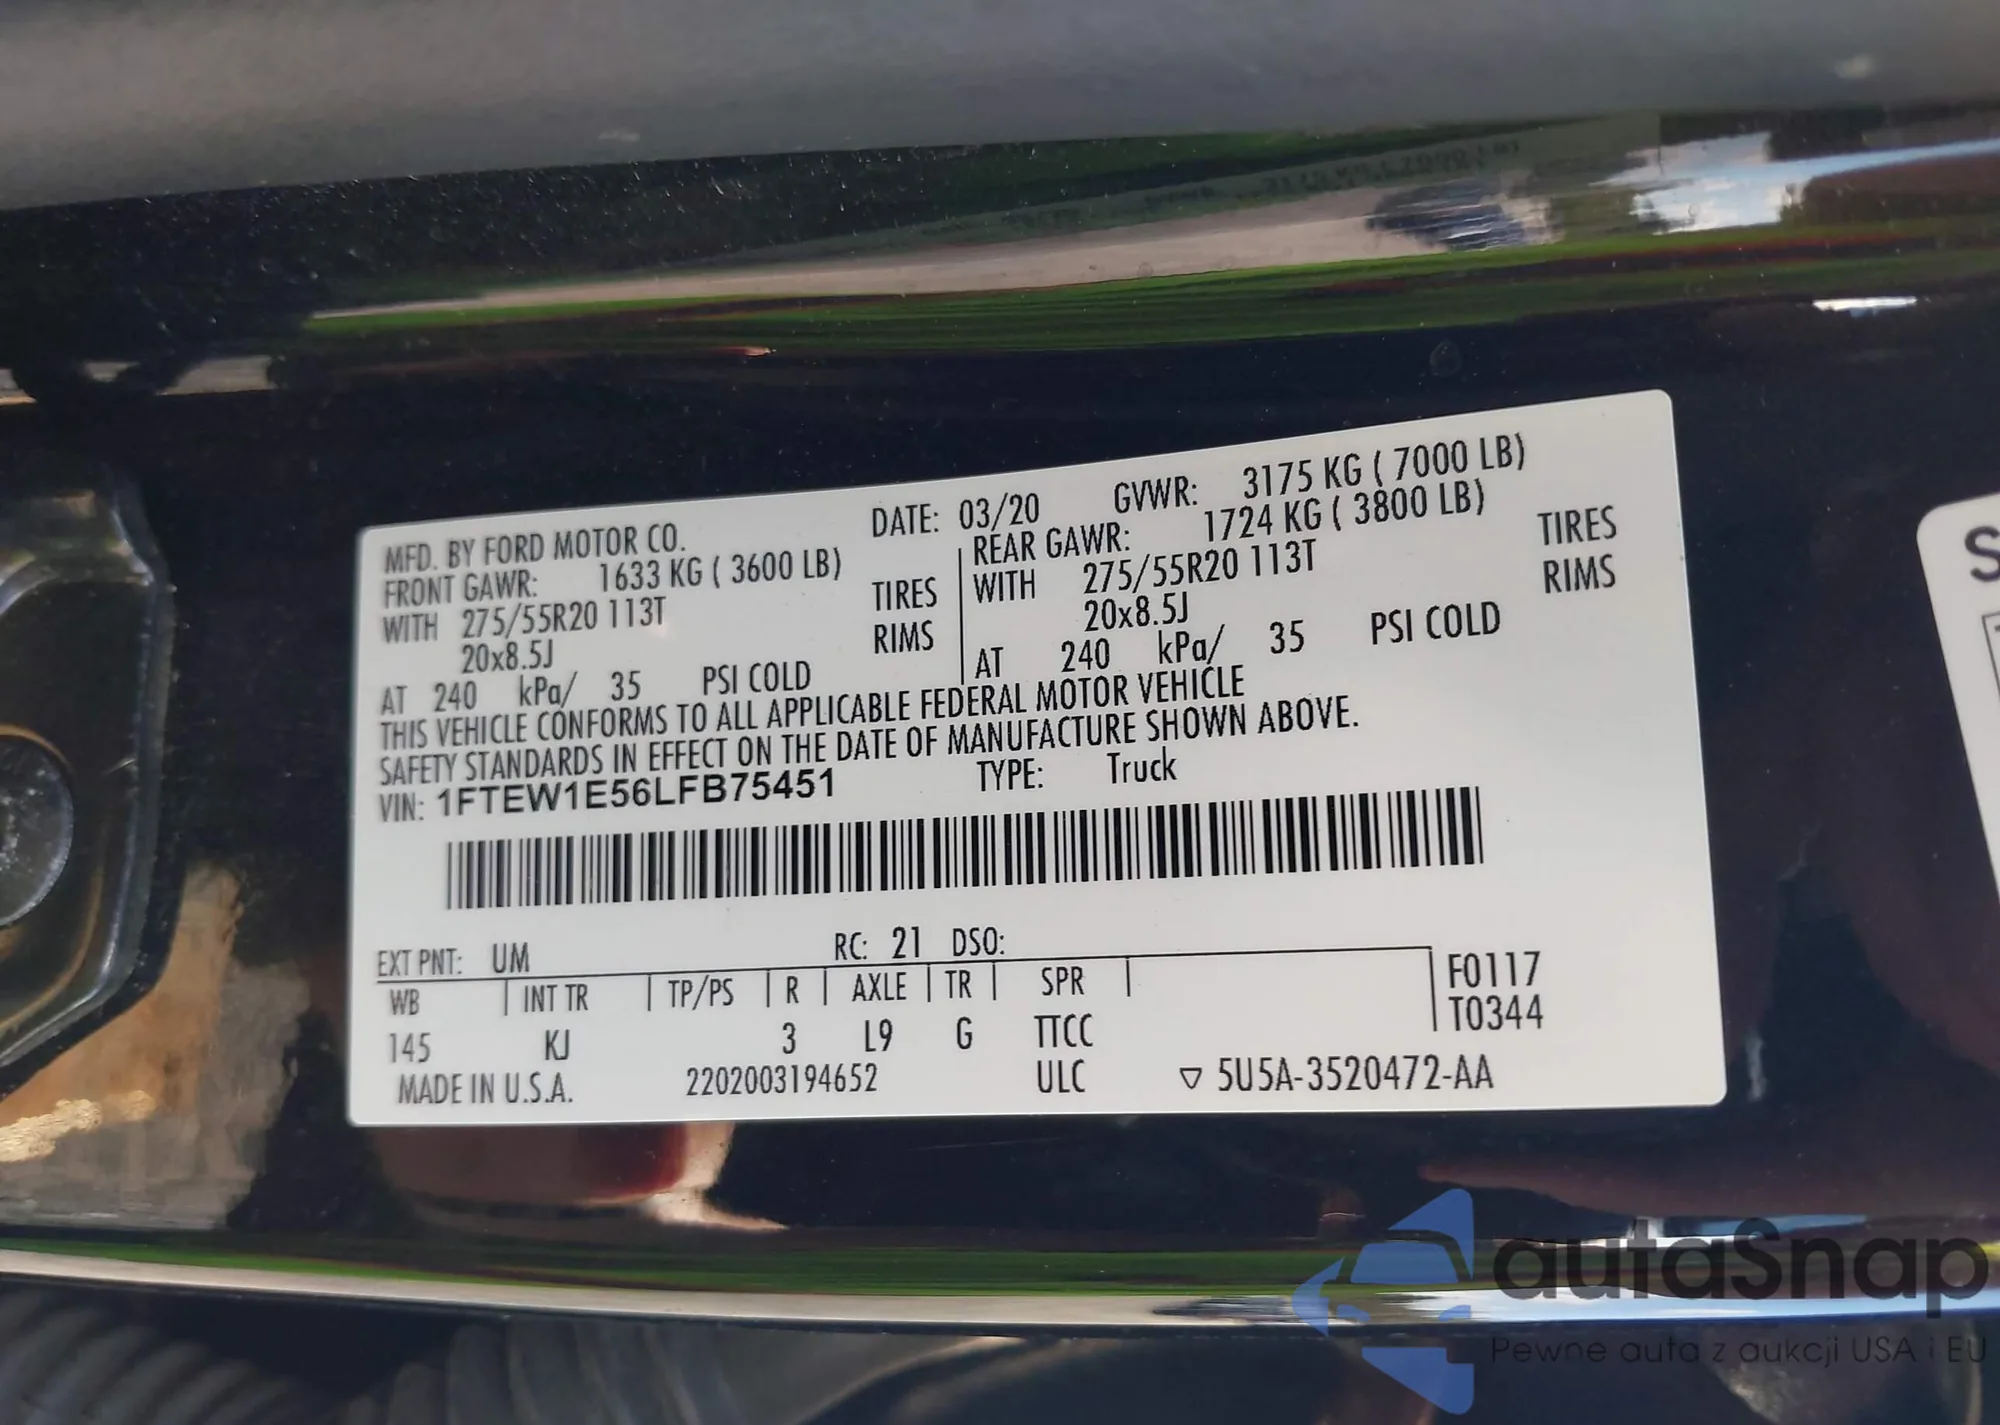 MFD. BY FORD MOTOR CO. DATE: 03/20 GVWR: 3175 KG ( 7000 LB)
FRONT GAWR: 1633 KG ( 3600 LB) REAR GAWR: 1724 KG ( 3800 LB)
WITH 275/55R20 113T TIRES WITH 275/55R20 113T TIRES
20x8.5J RIMS 20x8.5J RIMS
AT 240 kPa/ 35 PSI COLD AT 240 kPa/ 35 PSI COLD
THIS VEHICLE CONFORMS TO ALL APPLICABLE FEDERAL MOTOR VEHICLE
SAFETY STANDARDS IN EFFECT ON THE DATE OF MANUFACTURE SHOWN ABOVE.
VIN: 1FTEW1E56LFB75451 TYPE: Truck
EXT PNT: UM RC: 21 DSO:
WB INT TR TP/PS R AXLE TR SPR F0117
T0344
145 KJ 3 L9 G TTCC
MADE IN U.S.A. 2202003194652 ULC ▽ 5U5A-3520472-AA
S
autaSnap
Pewne auta z aukcji USA i EU